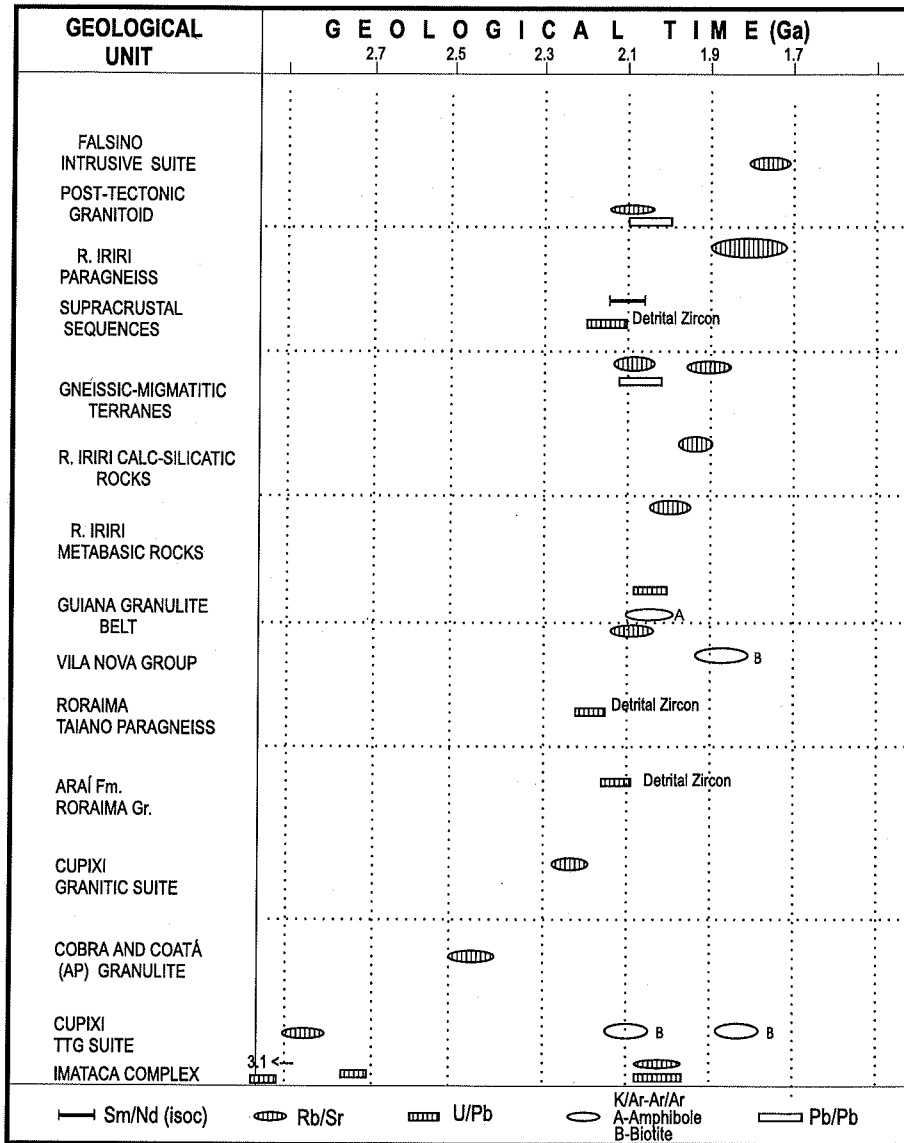 GEOLOGICAL UNIT
GEOLOGICAL TIME (Ga)
2.7 2.5 2.3 2.1 1.9 1.7
FALSINO
INTRUSIVE SUITE
POST-TECTONIC
GRANITOID
R. IRIRI
PARAGNEISS
SUPRACRUSTAL
SEQUENCES
Detrital Zircon
GNEISSIC-MIGMATITIC
TERRANES
R. IRIRI CALC-SILICATIC
ROCKS
R. IRIRI
METABASIC ROCKS
GUIANA GRANULITE
BELT
A
VILA NOVA GROUP
B
RORAIMA
TAIANO PARAGNEISS
Detrital Zircon
ARAÍ Fm.
RORAIMA Gr.
Detrital Zircon
CUPIXI
GRANITIC SUITE
COBRA AND COATÁ
(AP) GRANULITE
CUPIXI
TTG SUITE
B
B
3.1 <--
IMATACA COMPLEX
Sm/Nd (isoc)
Rb/Sr
U/Pb
K/Ar-Ar/Ar
A-Amphibole
B-Biotite
Pb/Pb